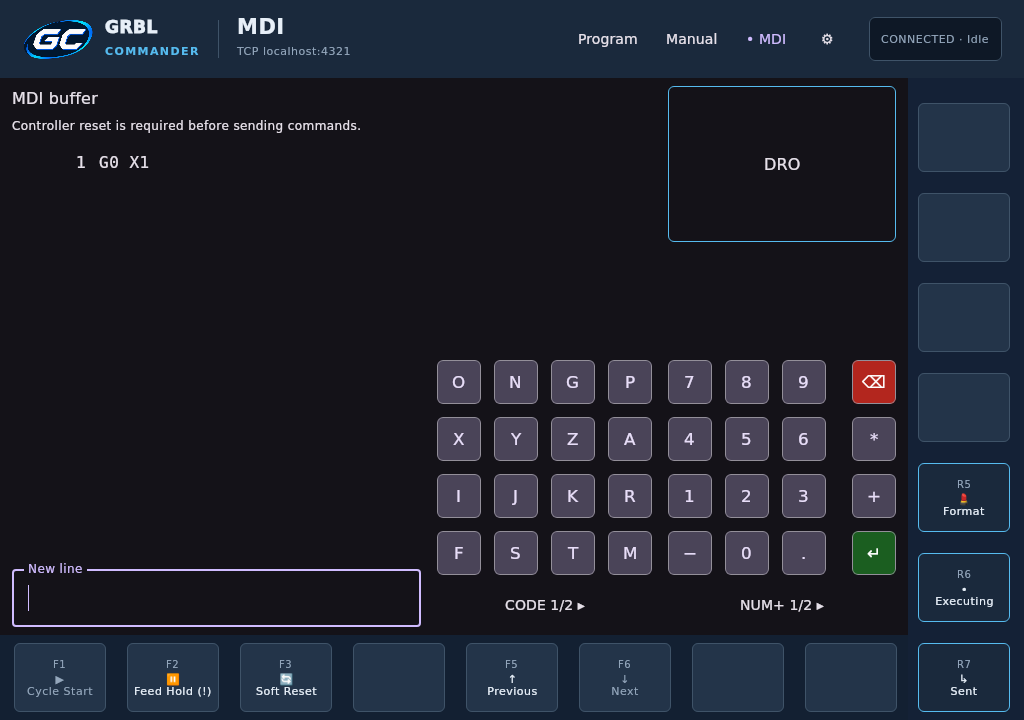 GC
GRBL
COMMANDER
MDI
TCP localhost:4321
Program
Manual
• MDI
⚙
CONNECTED · Idle
MDI buffer
Controller reset is required before sending commands.
1 G0 X1
DRO
O N G P 7 8 9 ⌫
X Y Z A 4 5 6 *
I J K R 1 2 3 +
F S T M − 0 . ↵
CODE 1/2 ▸
NUM+ 1/2 ▸
New line
F1
▶
Cycle Start
F2
⏸
Feed Hold (!)
F3
🔄
Soft Reset
F5
↑
Previous
F6
↓
Next
R5
💄
Format
R6
•
Executing
R7
↳
Sent